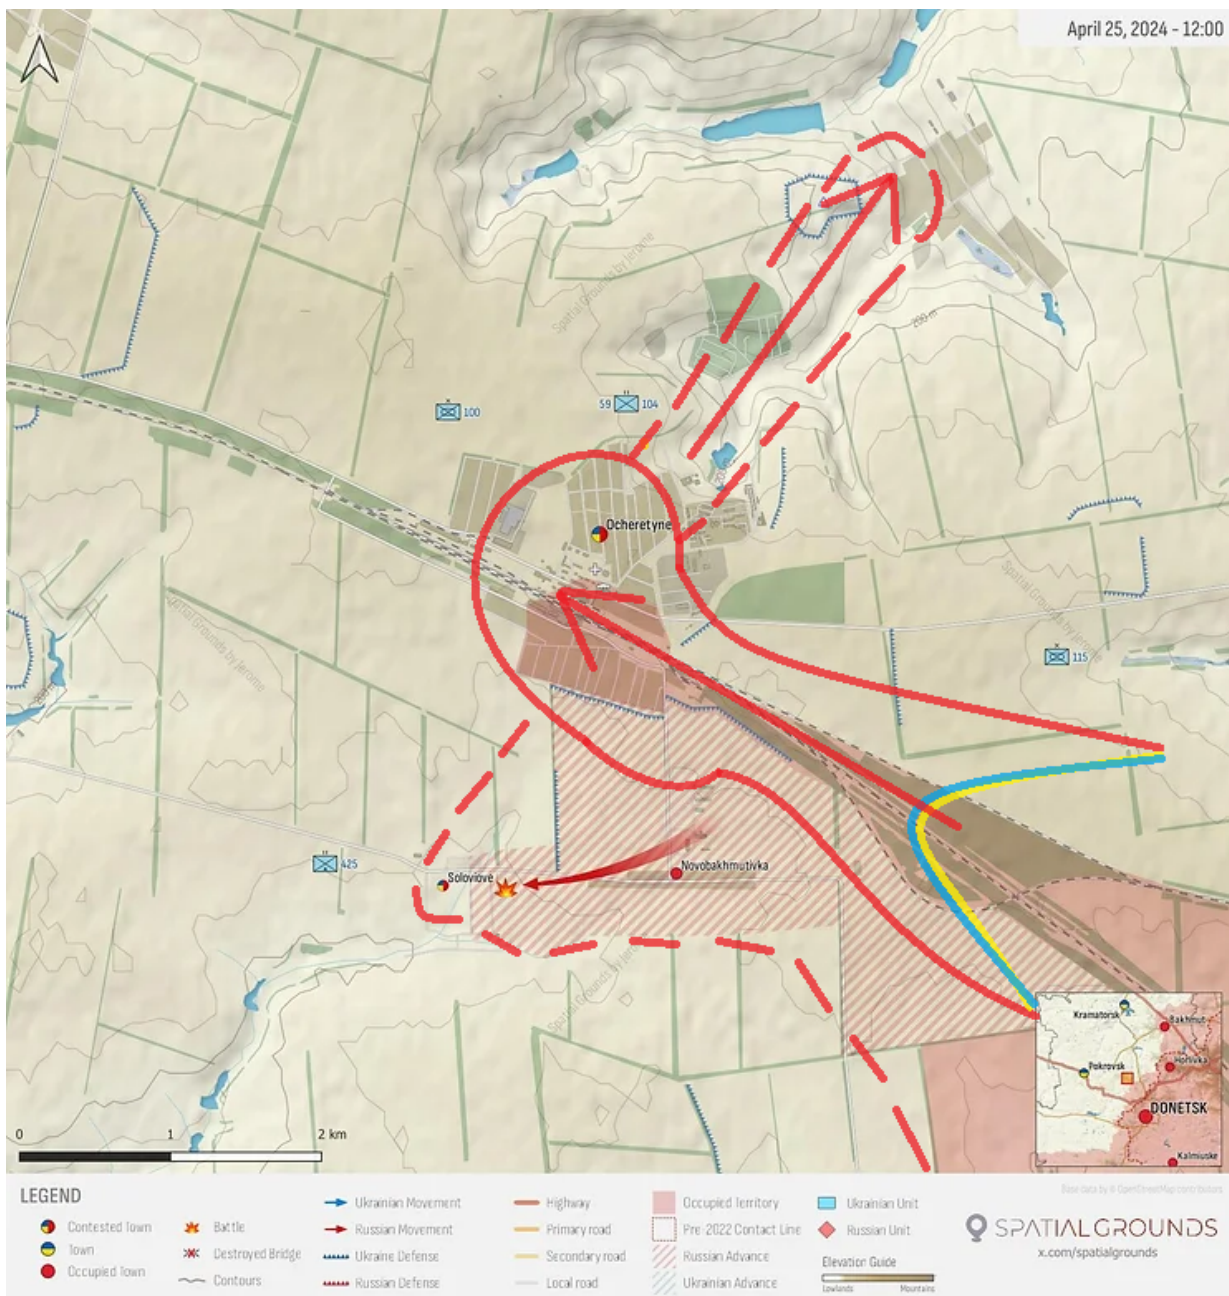 April 25, 2024 - 12:00
Spatial Grounds by Jerome
200 m
100
59 104
Ocheretyne
Spatial Grounds by Jerome
Spatial Grounds by Jerome
115
425
Soloviove
Novobakhmutivka
Spatial Grounds by Jerome
Kramatorsk
Bakhmut
Horlivka
Pokrovsk
DONETSK
Kalmiuske
0 1 2 km
LEGEND
Contested Town
Town
Occupied Town
Battle
Destroyed Bridge
Contours
Ukrainian Movement
Russian Movement
Ukraine Defense
Russian Defense
Highway
Primary road
Secondary road
Local road
Occupied Territory
Pre-2022 Contact Line
Russian Advance
Ukrainian Advance
Ukrainian Unit
Russian Unit
Elevation Guide
Lowlands Mountains
Base data by © OpenStreetMap contributors
SPATIALGROUNDS
x.com/spatialgrounds